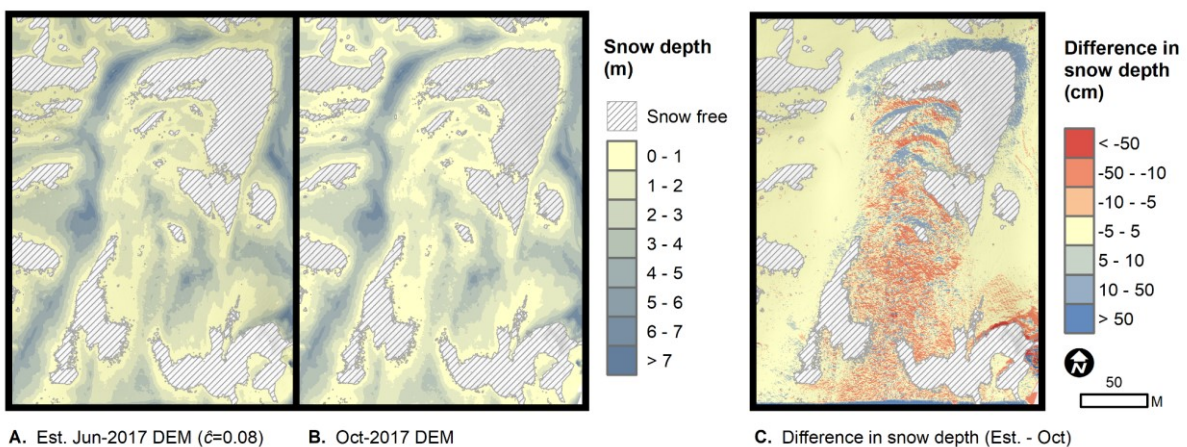 Snow depth
(m)
Snow free
0 - 1
1 - 2
2 - 3
3 - 4
4 - 5
5 - 6
6 - 7
> 7
Difference in
snow depth
(cm)
< -50
-50 - -10
-10 - -5
-5 - 5
5 - 10
10 - 50
> 50
N
50
M
A. Est. Jun-2017 DEM (ĉ=0.08)
B. Oct-2017 DEM
C. Difference in snow depth (Est. - Oct)